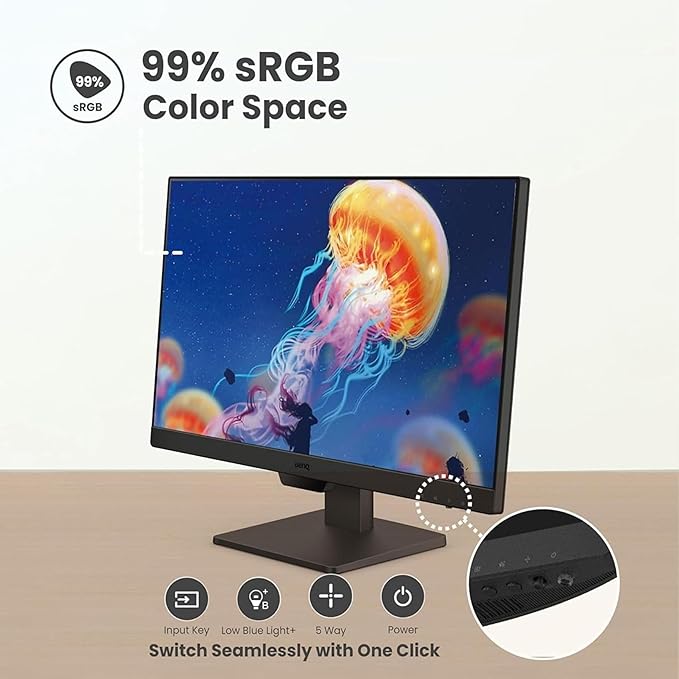 99%
sRGB
99% sRGB
Color Space
BenQ
Input Key
Low Blue Light+
B
5 Way
Power
Switch Seamlessly with One Click